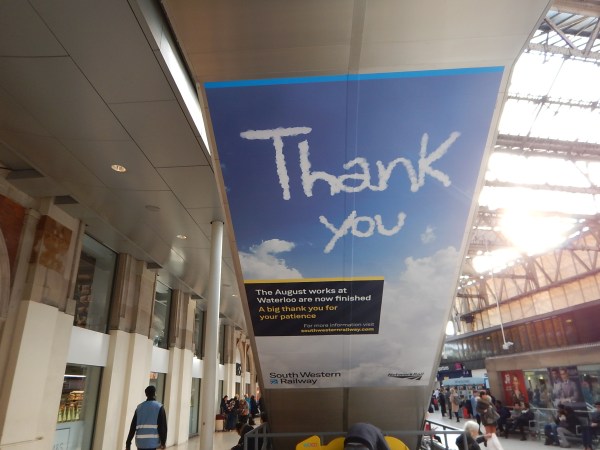 Thank
you
The August works at
Waterloo are now finished
A big thank you for
your patience
For more information visit
southwesternrailway.com
South Western
Railway